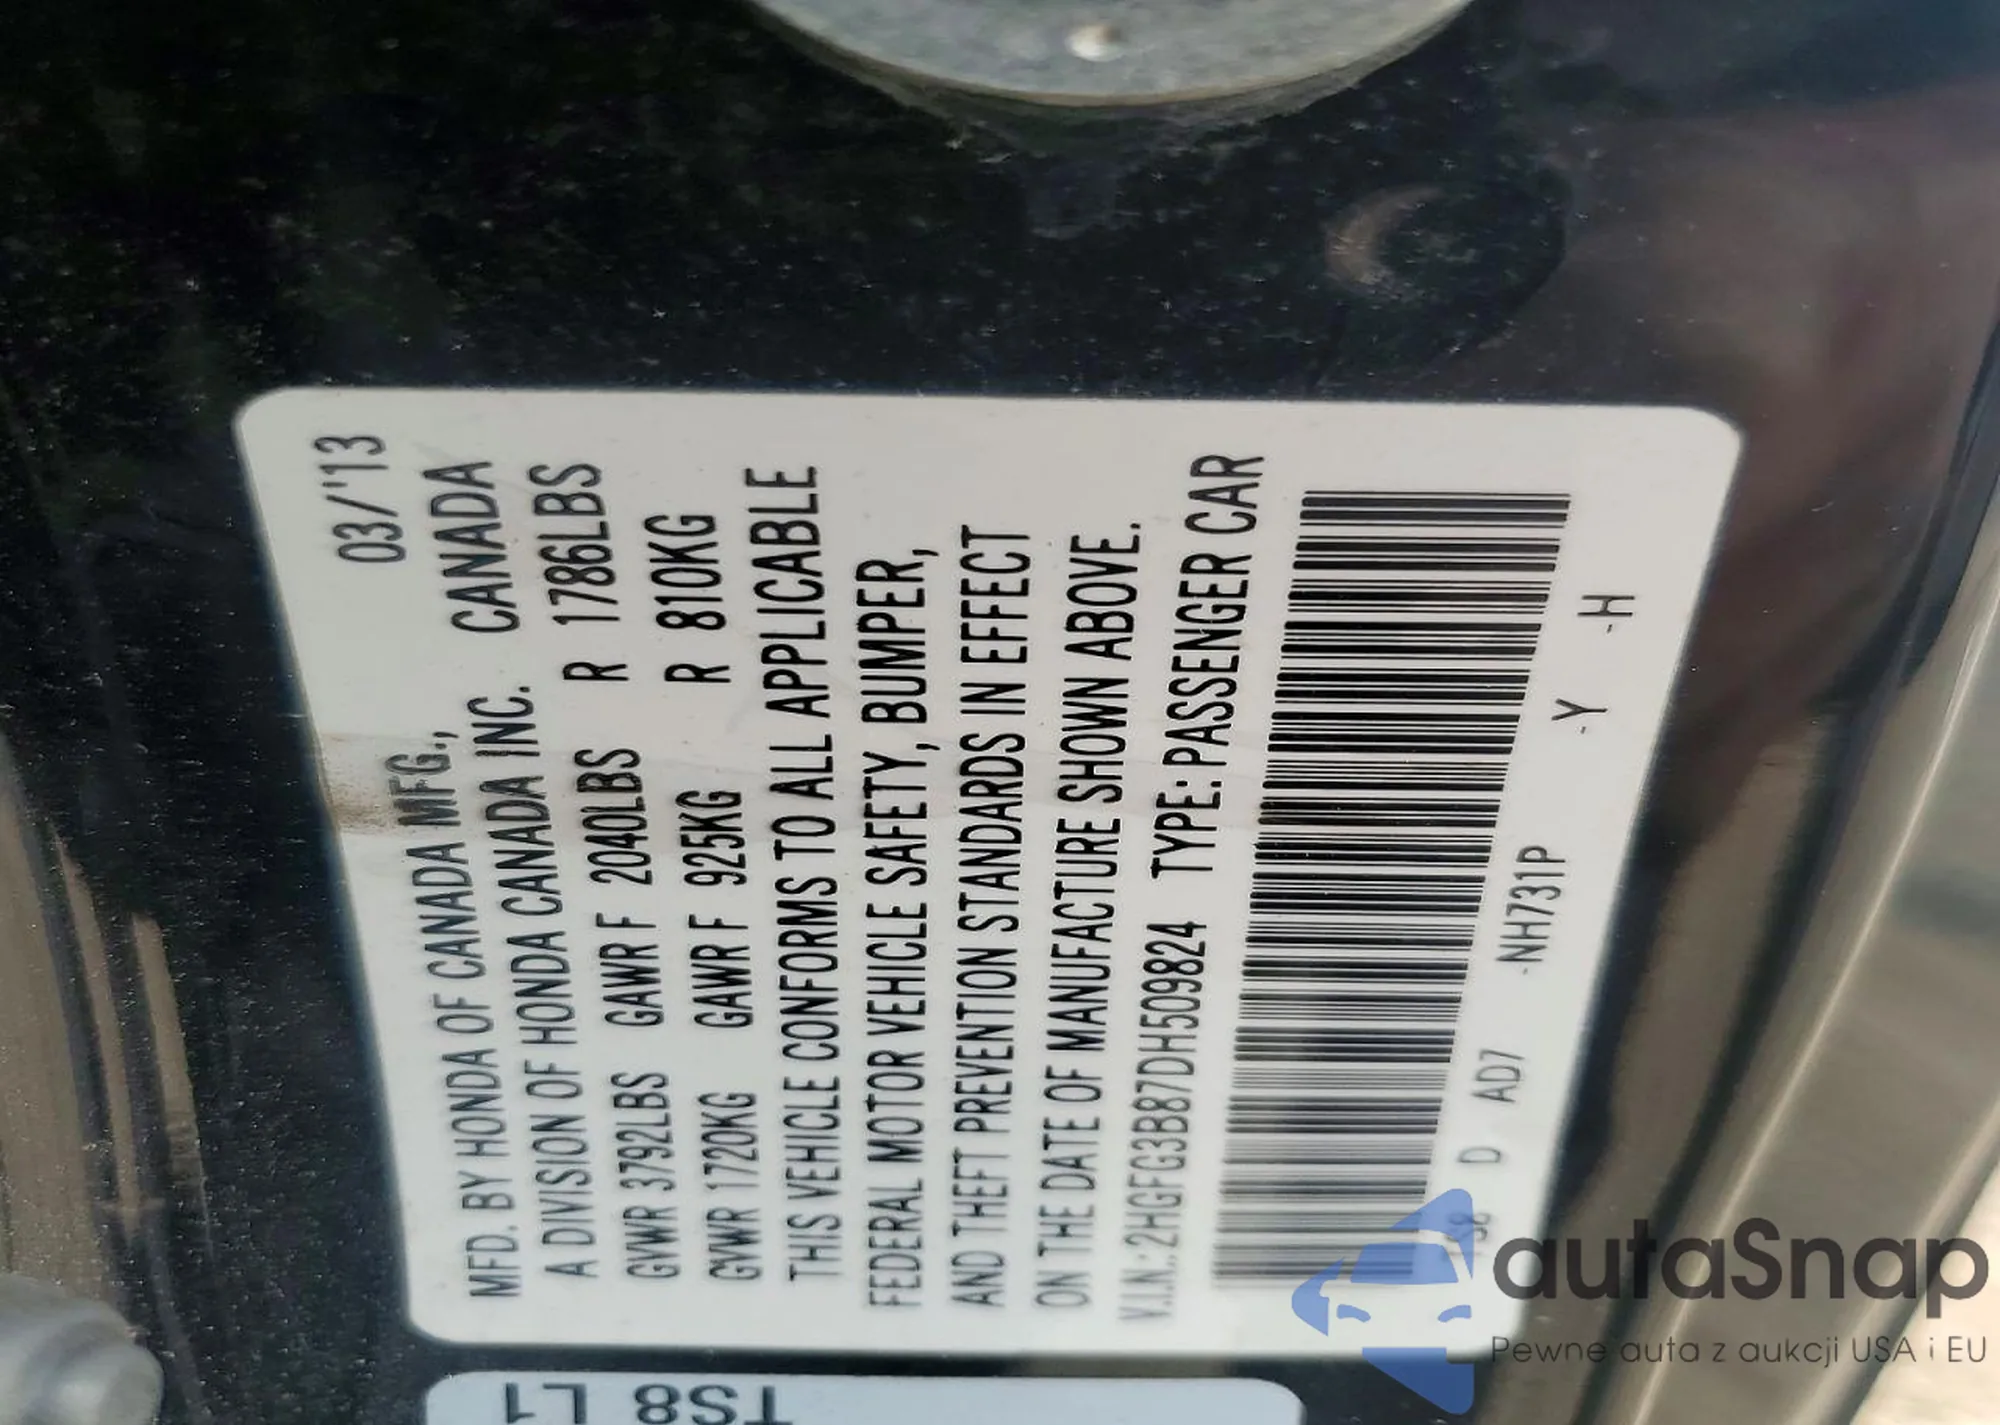 03/'13
MFD. BY HONDA OF CANADA MFG., CANADA
A DIVISION OF HONDA CANADA INC.
GVWR 3792LBS GAWR F 2040LBS R 1786LBS
GVWR 1720KG GAWR F 925KG R 810KG
THIS VEHICLE CONFORMS TO ALL APPLICABLE
FEDERAL MOTOR VEHICLE SAFETY, BUMPER,
AND THEFT PREVENTION STANDARDS IN EFFECT
ON THE DATE OF MANUFACTURE SHOWN ABOVE.
V.I.N.:2HGFG3B87DH509824 TYPE:PASSENGER CAR
D AD7 -NH731P -Y -H
TS8 L1
autaSnap
Pewne auta z aukcji USA i EU